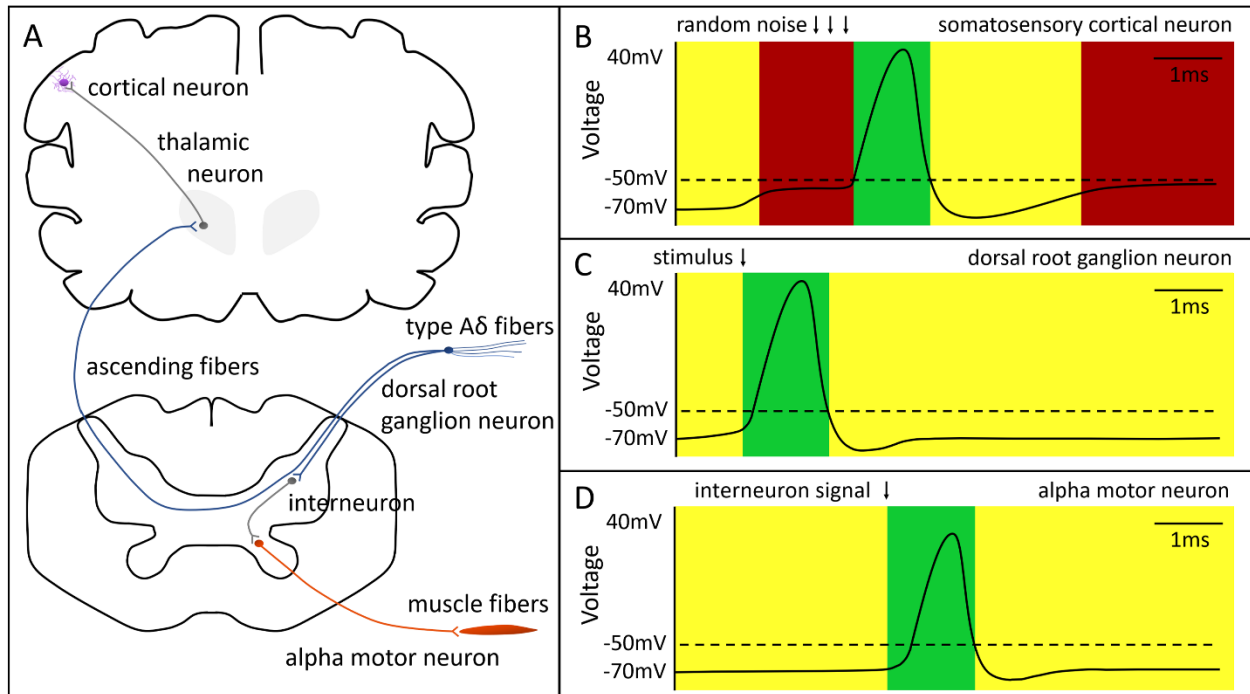 A
cortical neuron
thalamic
neuron
ascending fibers
type Aδ fibers
dorsal root
ganglion neuron
interneuron
muscle fibers
alpha motor neuron
B
random noise ↓ ↓ ↓
somatosensory cortical neuron
40mV
1ms
Voltage
-50mV
-70mV
C
stimulus ↓
dorsal root ganglion neuron
40mV
1ms
Voltage
-50mV
-70mV
D
interneuron signal ↓
alpha motor neuron
40mV
1ms
Voltage
-50mV
-70mV